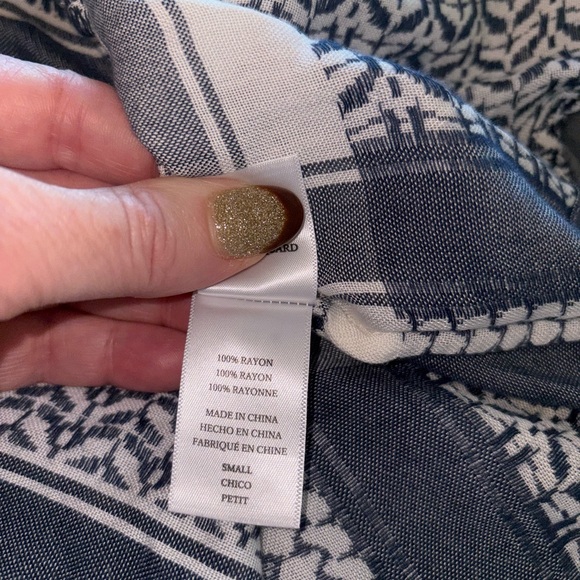 100% RAYON
100% RAYON
100% RAYONNE
MADE IN CHINA
HECHO EN CHINA
FABRIQUÉ EN CHINE
SMALL
CHICO
PETIT